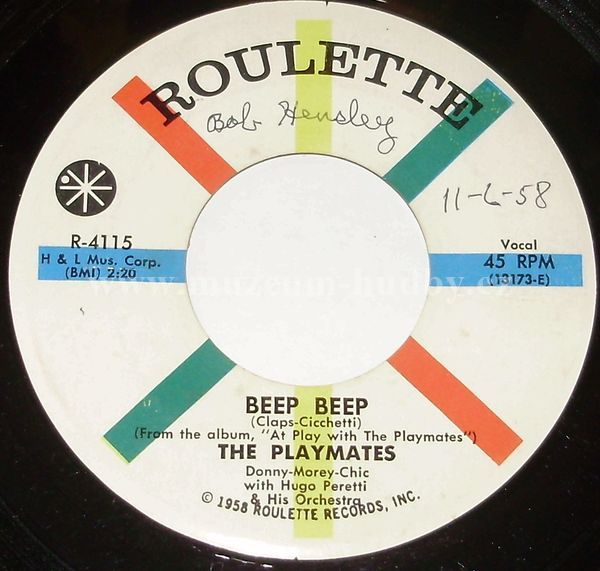 ROULETTE
Bob Hensley
11-6-58
R-4115
H & L Mus. Corp.
(BMI) 2:20
Vocal
45 RPM
(13173-E)
BEEP BEEP
(Claps-Cicchetti)
(From the album, "At Play with The Playmates")
THE PLAYMATES
Donny-Morey-Chic
with Hugo Peretti
& His Orchestra
© 1958 ROULETTE RECORDS, INC.